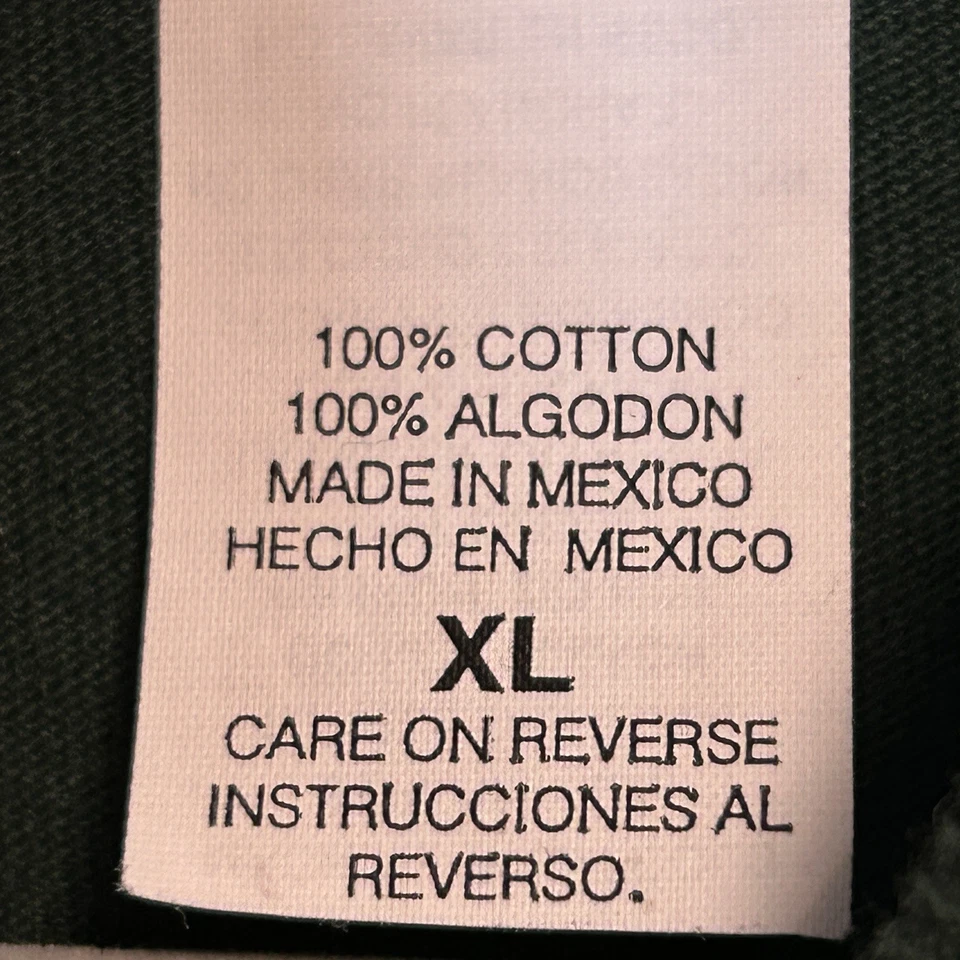 100% COTTON
100% ALGODON
MADE IN MEXICO
HECHO EN MEXICO
XL
CARE ON REVERSE
INSTRUCCIONES AL
REVERSO.